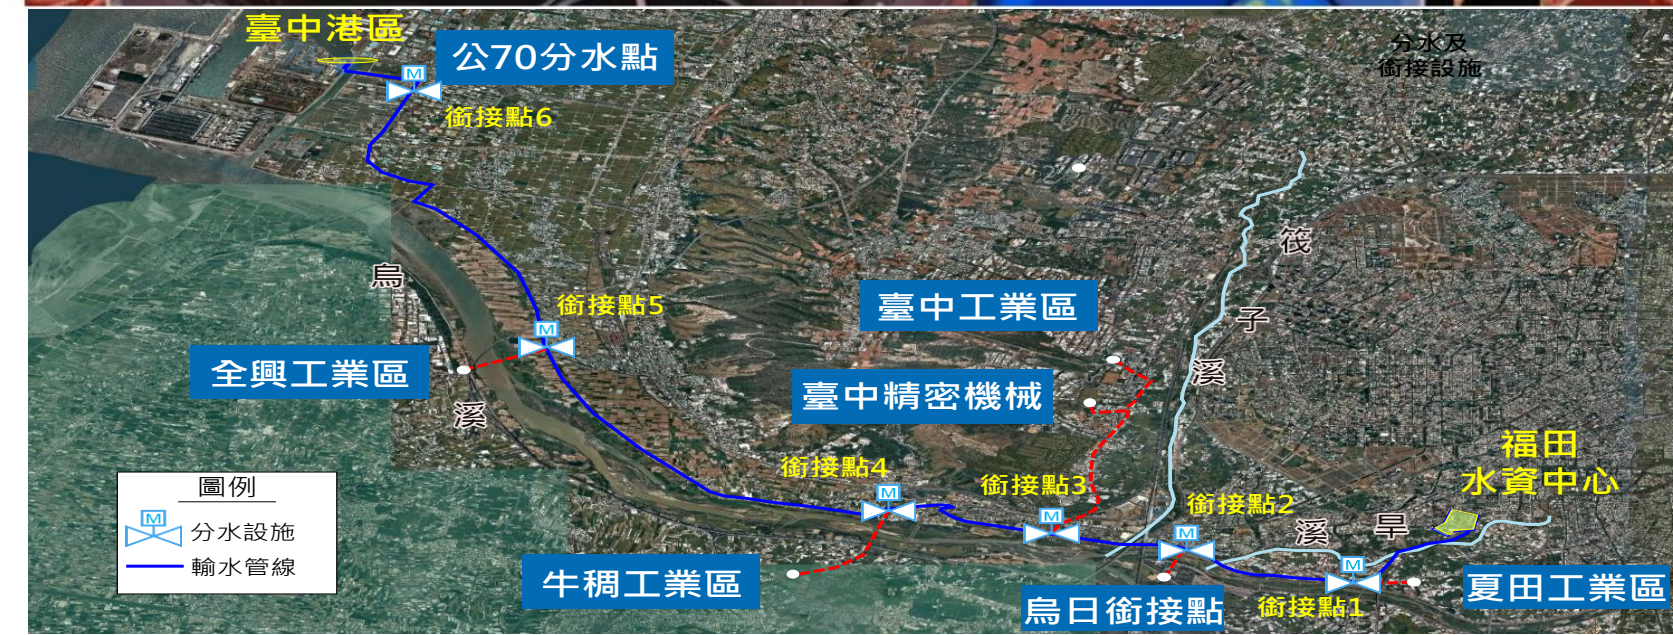 臺中港區
公70分水點
分水及
銜接設施
M
銜接點6
筏
子
溪
烏
溪
銜接點5
M
臺中工業區
全興工業區
臺中精密機械
福田
水資中心
銜接點4
M
銜接點3
M
銜接點2
M
溪
旱
圖例
M
分水設施
輸水管線
牛稠工業區
烏日銜接點
M
銜接點1
夏田工業區